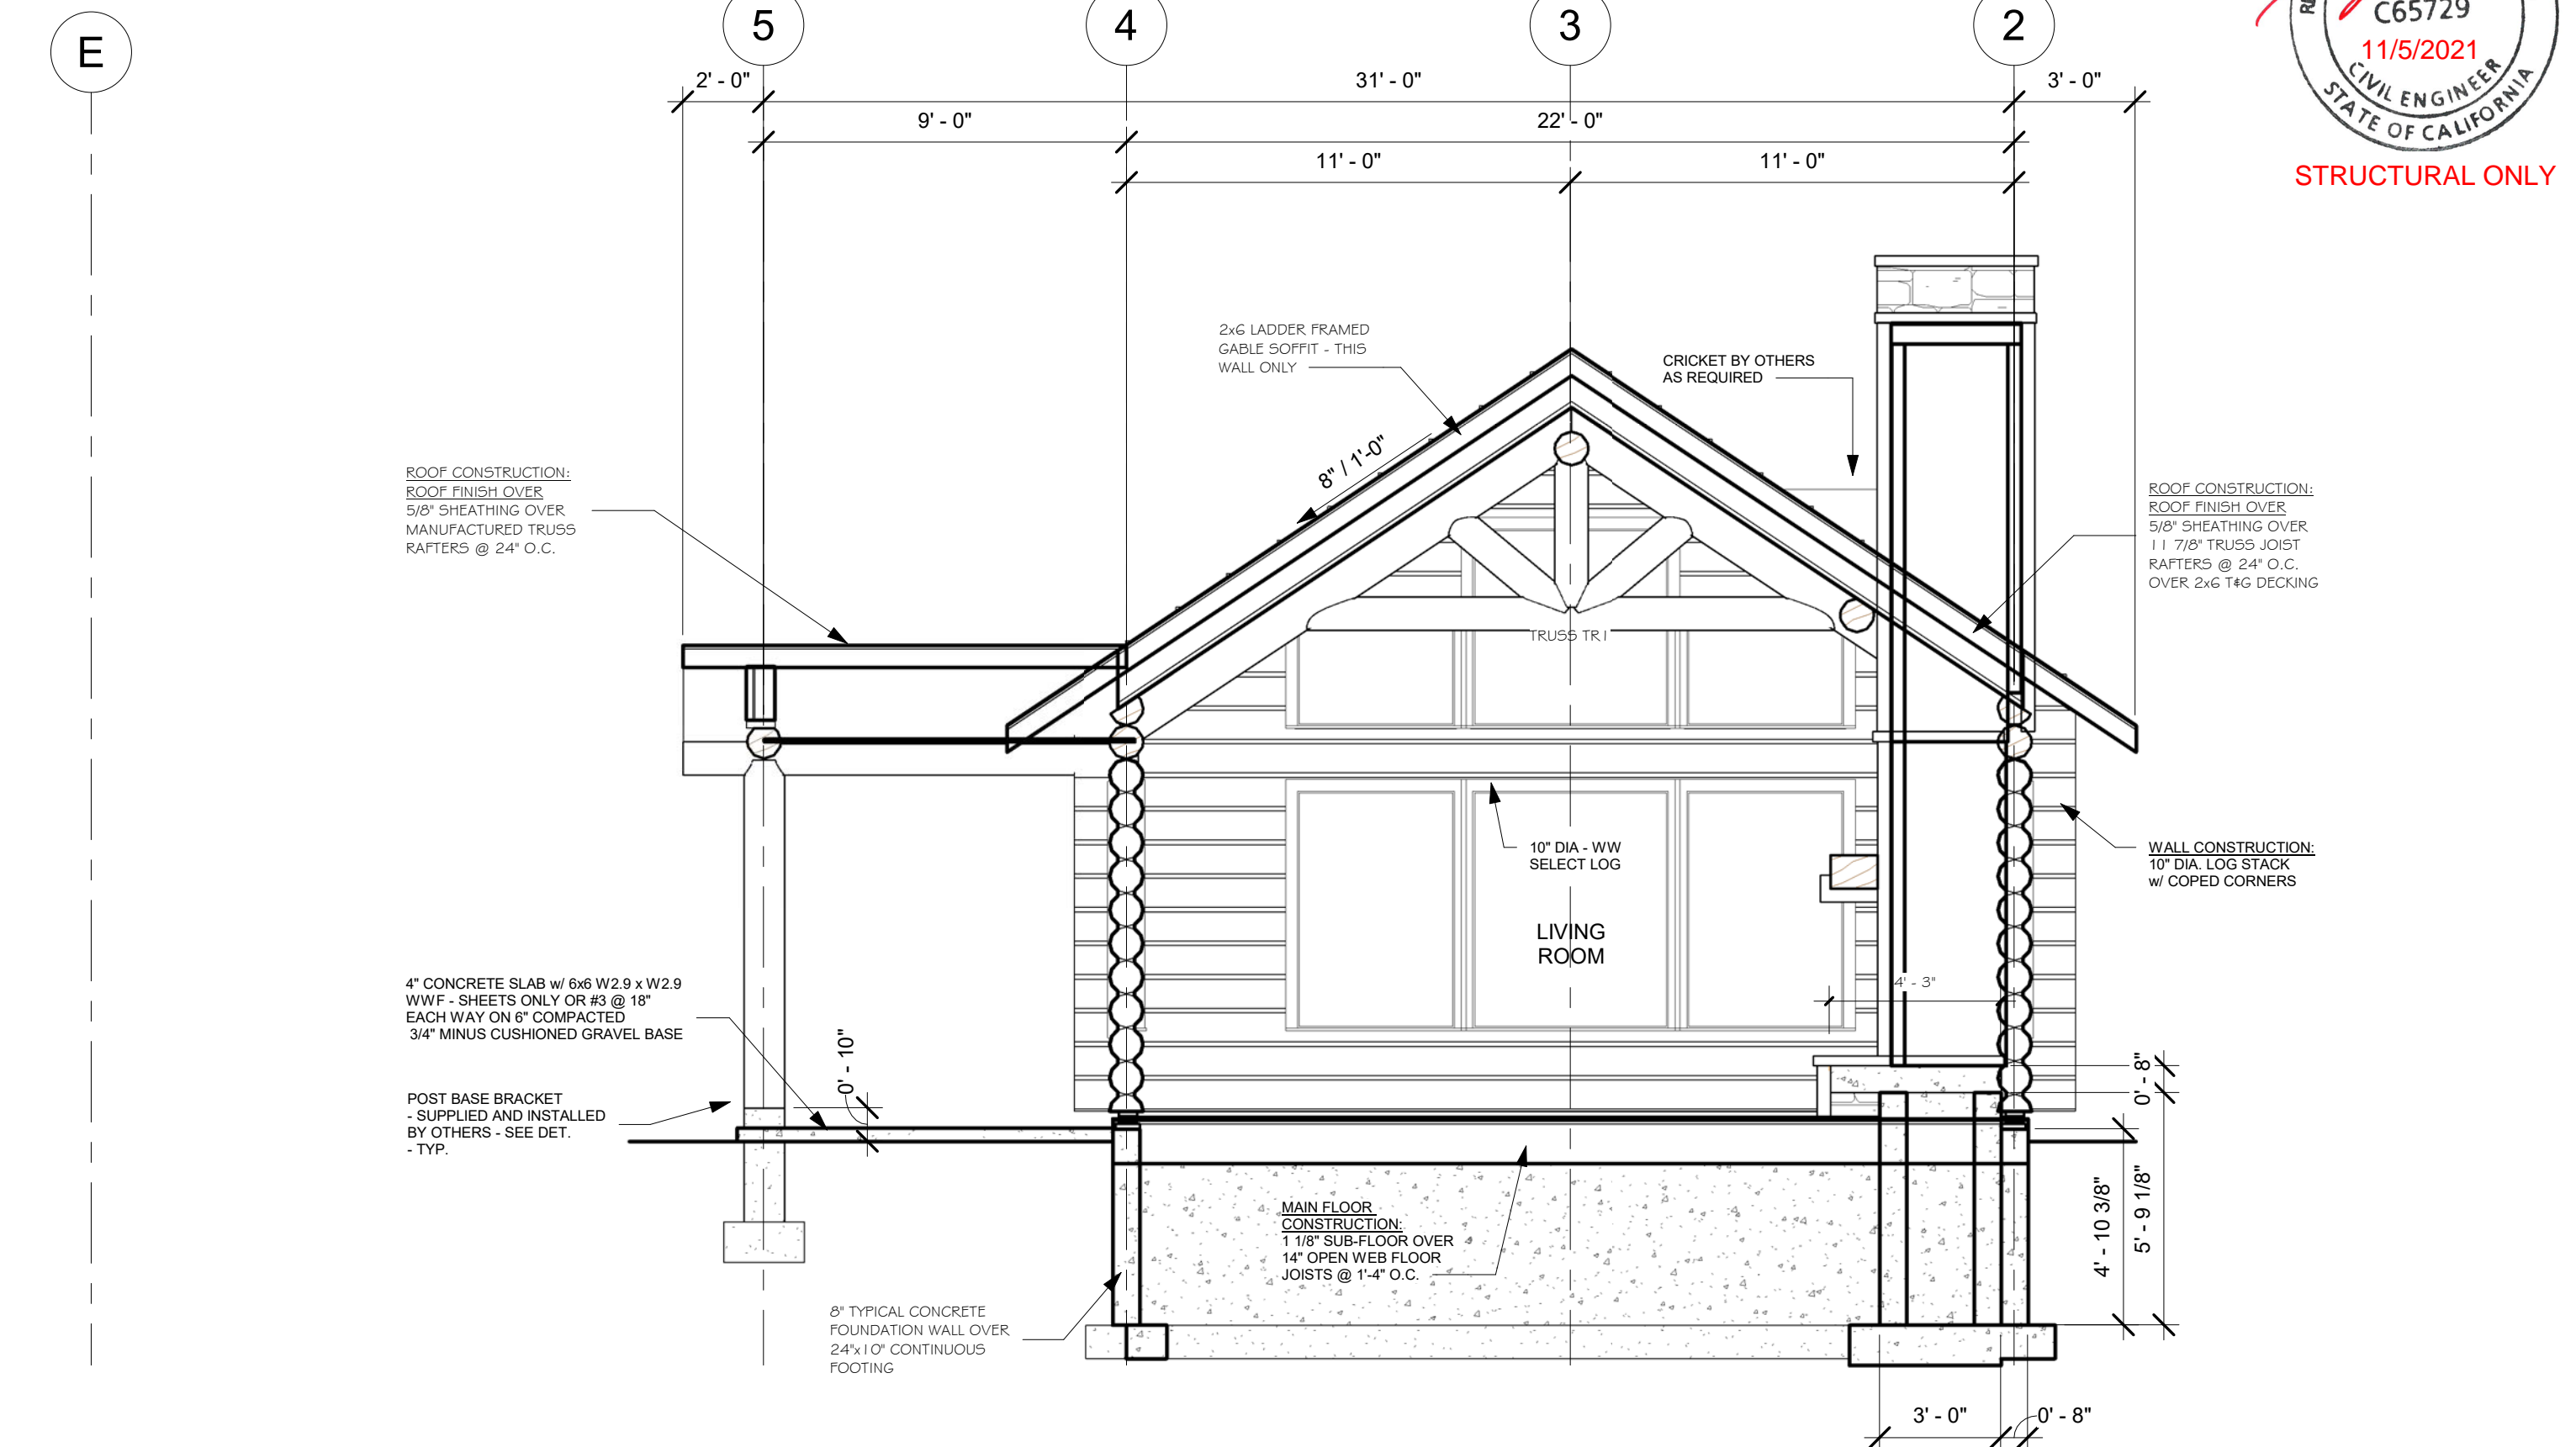 E
5
4
3
2
C65729
11/5/2021
CIVIL ENGINEER
STATE OF CALIFORNIA
STRUCTURAL ONLY
2' - 0"
31' - 0"
3' - 0"
9' - 0"
22' - 0"
11' - 0"
11' - 0"
2x6 LADDER FRAMED
GABLE SOFFIT - THIS
WALL ONLY
CRICKET BY OTHERS
AS REQUIRED
8" / 1'-0"
ROOF CONSTRUCTION:
ROOF FINISH OVER
5/8" SHEATHING OVER
MANUFACTURED TRUSS
RAFTERS @ 24" O.C.
ROOF CONSTRUCTION:
ROOF FINISH OVER
5/8" SHEATHING OVER
11 7/8" TRUSS JOIST
RAFTERS @ 24" O.C.
OVER 2x6 T&G DECKING
TRUSS TR1
10" DIA - WW
SELECT LOG
WALL CONSTRUCTION:
10" DIA. LOG STACK
w/ COPED CORNERS
LIVING
ROOM
4' - 3"
4" CONCRETE SLAB w/ 6x6 W2.9 x W2.9
WWF - SHEETS ONLY OR #3 @ 18"
EACH WAY ON 6" COMPACTED
3/4" MINUS CUSHIONED GRAVEL BASE
0' - 10"
0' - 8"
POST BASE BRACKET
- SUPPLIED AND INSTALLED
BY OTHERS - SEE DET.
- TYP.
MAIN FLOOR
CONSTRUCTION:
1 1/8" SUB-FLOOR OVER
14" OPEN WEB FLOOR
JOISTS @ 1'-4" O.C.
4' - 10 3/8"
5' - 9 1/8"
8" TYPICAL CONCRETE
FOUNDATION WALL OVER
24"x10" CONTINUOUS
FOOTING
3' - 0"
0' - 8"